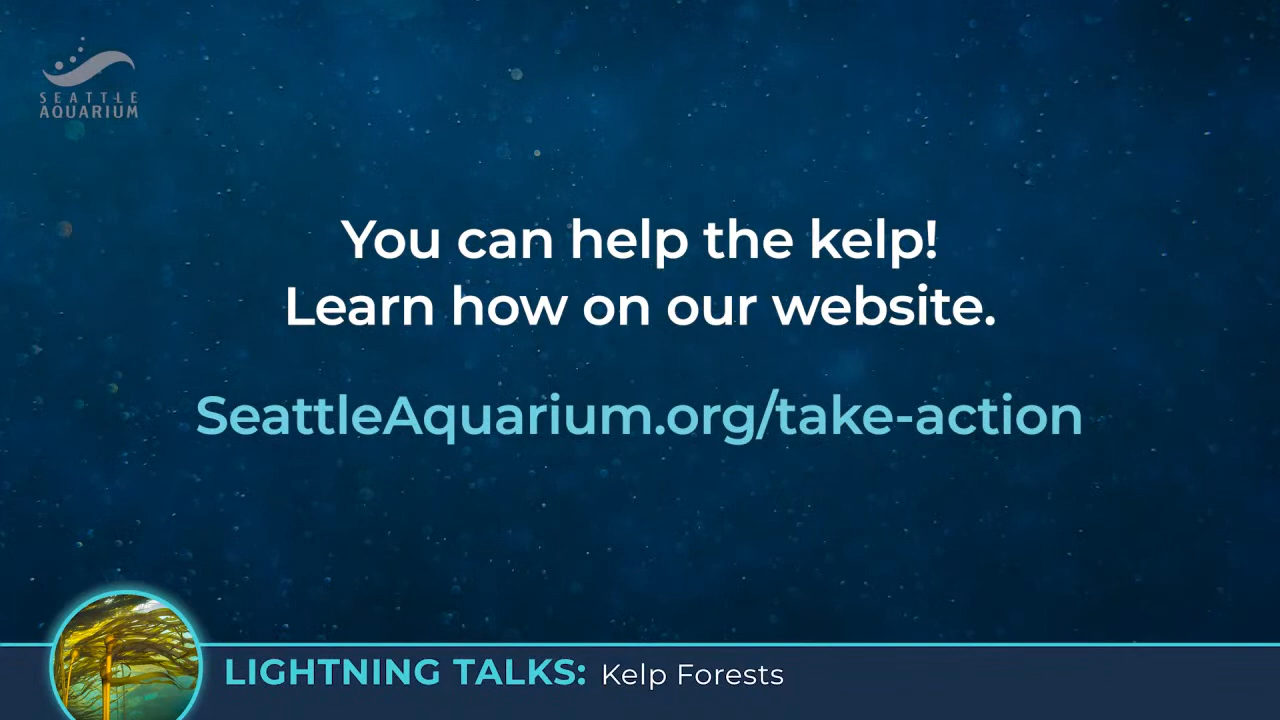 SEATTLE
AQUARIUM
You can help the kelp!
Learn how on our website.
SeattleAquarium.org/take-action
LIGHTNING TALKS: Kelp Forests